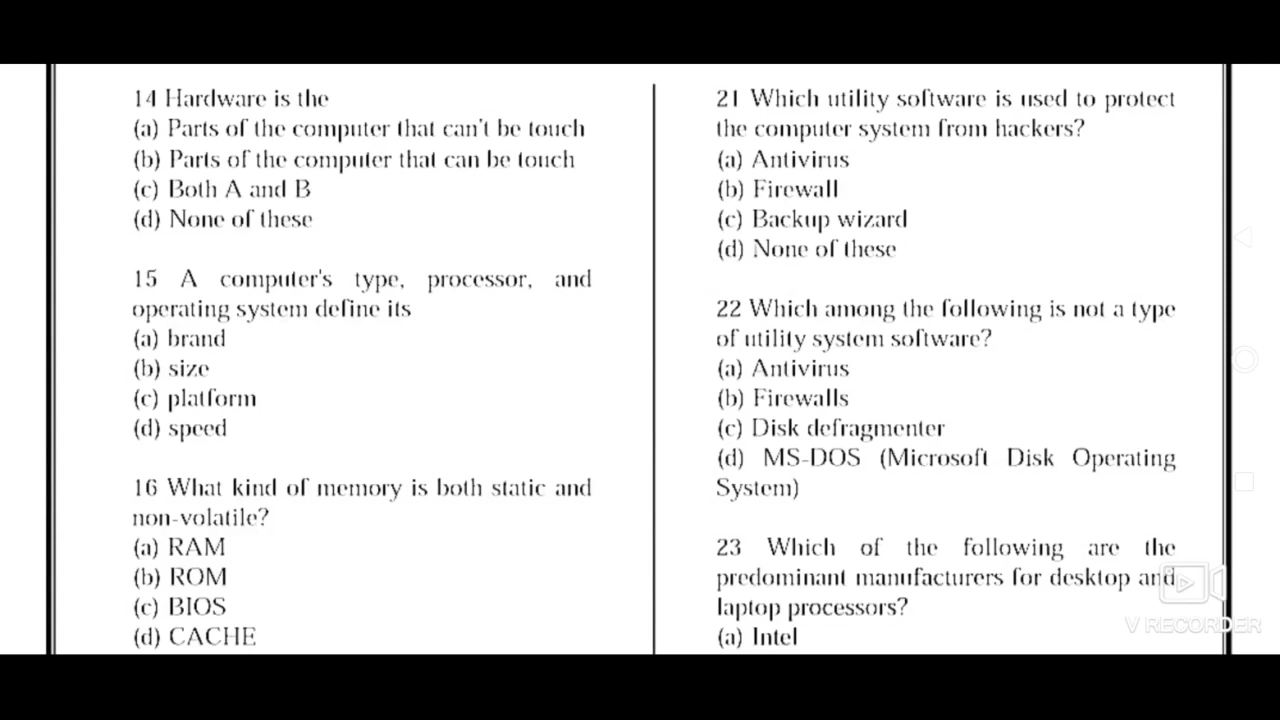 14 Hardware is the
(a) Parts of the computer that can't be touch
(b) Parts of the computer that can be touch
(c) Both A and B
(d) None of these
15 A computer's type, processor, and
operating system define its
(a) brand
(b) size
(c) platform
(d) speed
16 What kind of memory is both static and
non-volatile?
(a) RAM
(b) ROM
(c) BIOS
(d) CACHE
21 Which utility software is used to protect
the computer system from hackers?
(a) Antivirus
(b) Firewall
(c) Backup wizard
(d) None of these
22 Which among the following is not a type
of utility system software?
(a) Antivirus
(b) Firewalls
(c) Disk defragmenter
(d) MS-DOS (Microsoft Disk Operating
System)
23 Which of the following are the
predominant manufacturers for desktop and
laptop processors?
(a) Intel
V RECORDER